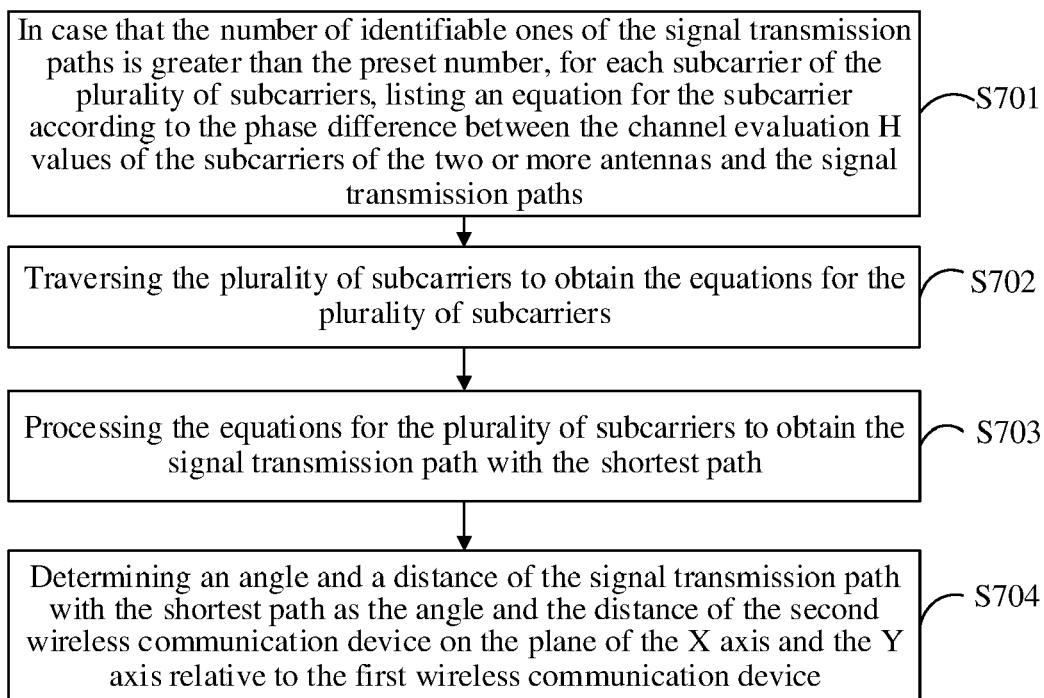 In case that the number of identifiable ones of the signal transmission
paths is greater than the preset number, for each subcarrier of the
plurality of subcarriers, listing an equation for the subcarrier
according to the phase difference between the channel evaluation H
values of the subcarriers of the two or more antennas and the signal
transmission paths
S701
Traversing the plurality of subcarriers to obtain the equations for the
plurality of subcarriers
S702
Processing the equations for the plurality of subcarriers to obtain the
signal transmission path with the shortest path
S703
Determining an angle and a distance of the signal transmission path
with the shortest path as the angle and the distance of the second
wireless communication device on the plane of the X axis and the Y
axis relative to the first wireless communication device
S704